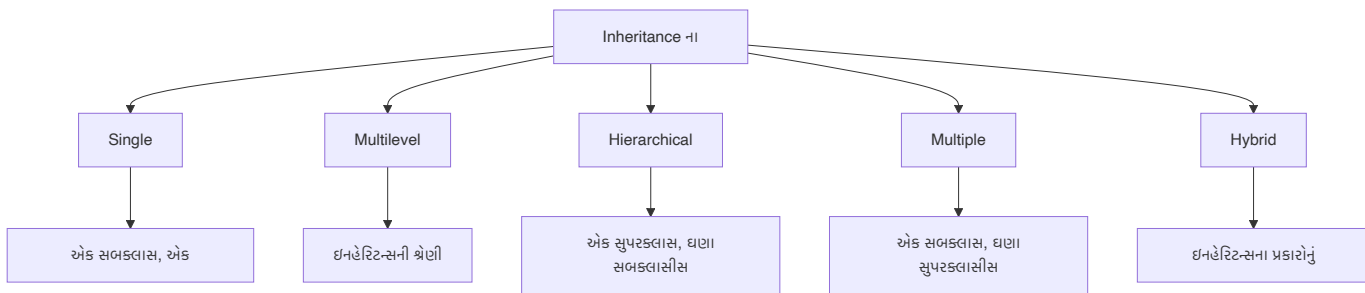 Inheritance ના
Single
Multilevel
Hierarchical
Multiple
Hybrid
એક સબક્લાસ, એક
ઇનહેરિટન્સની શ્રેણી
એક સુપરક્લાસ, ઘણા
સબક્લાસીસ
એક સબક્લાસ, ઘણા
સુપરક્લાસીસ
ઇનહેરિટન્સના પ્રકારોનું